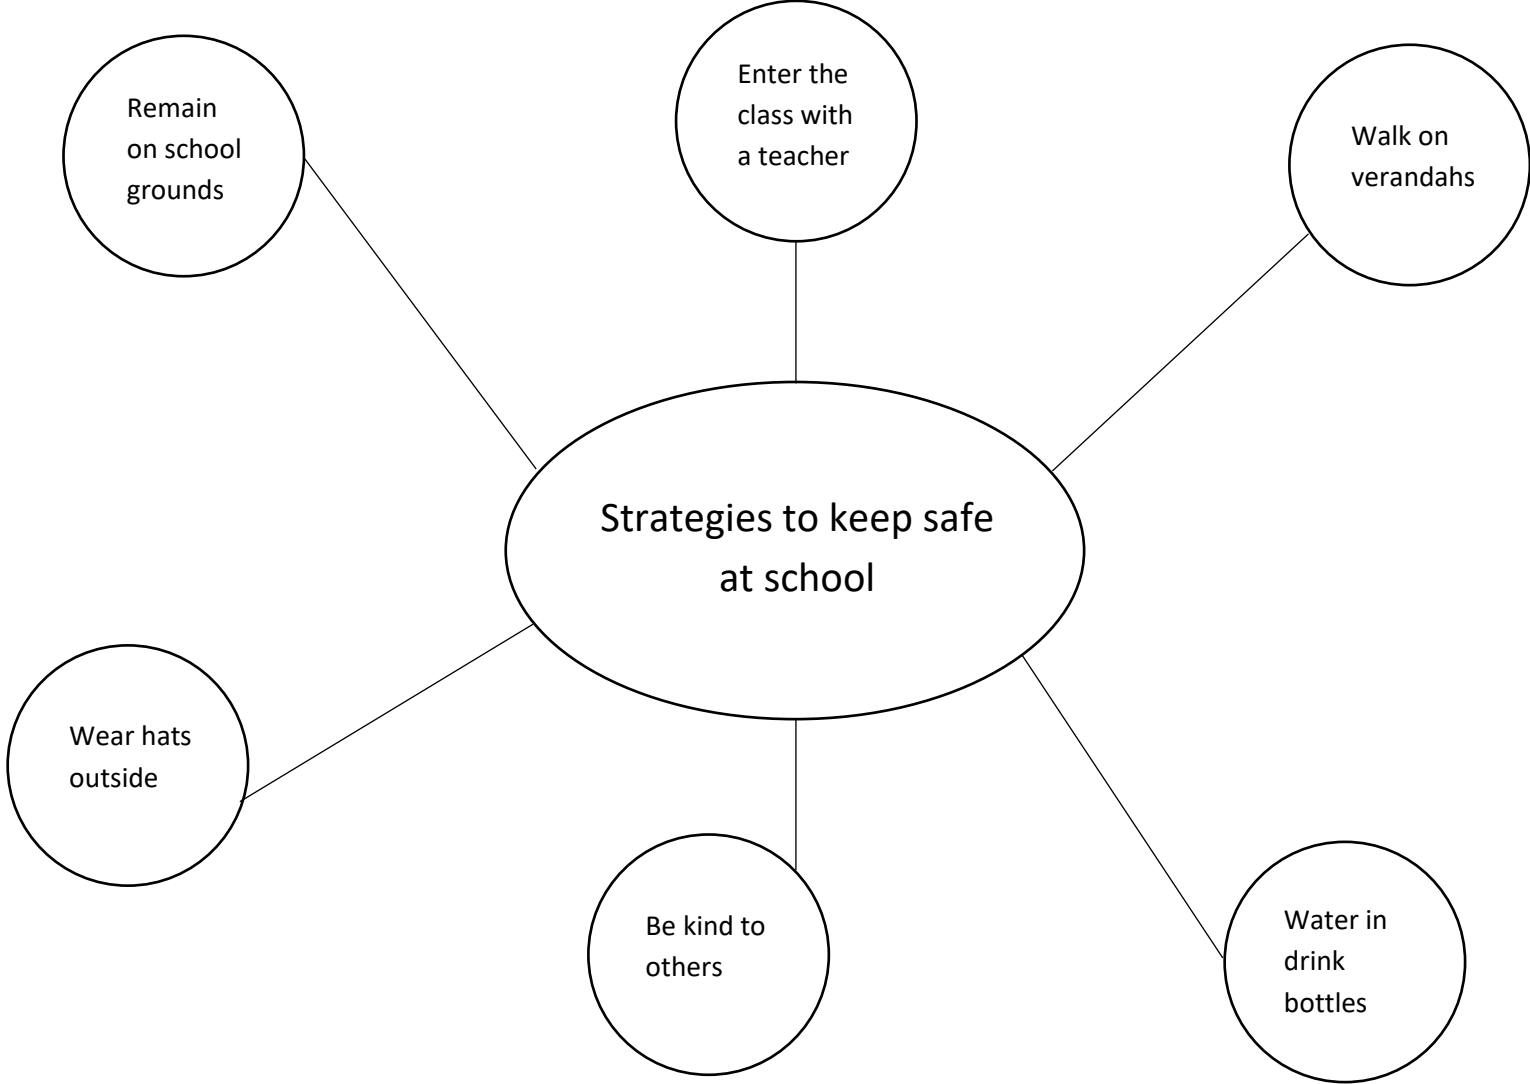 Remain
on school
grounds
Enter the
class with
a teacher
Walk on
verandahs
Strategies to keep safe
at school
Wear hats
outside
Be kind to
others
Water in
drink
bottles